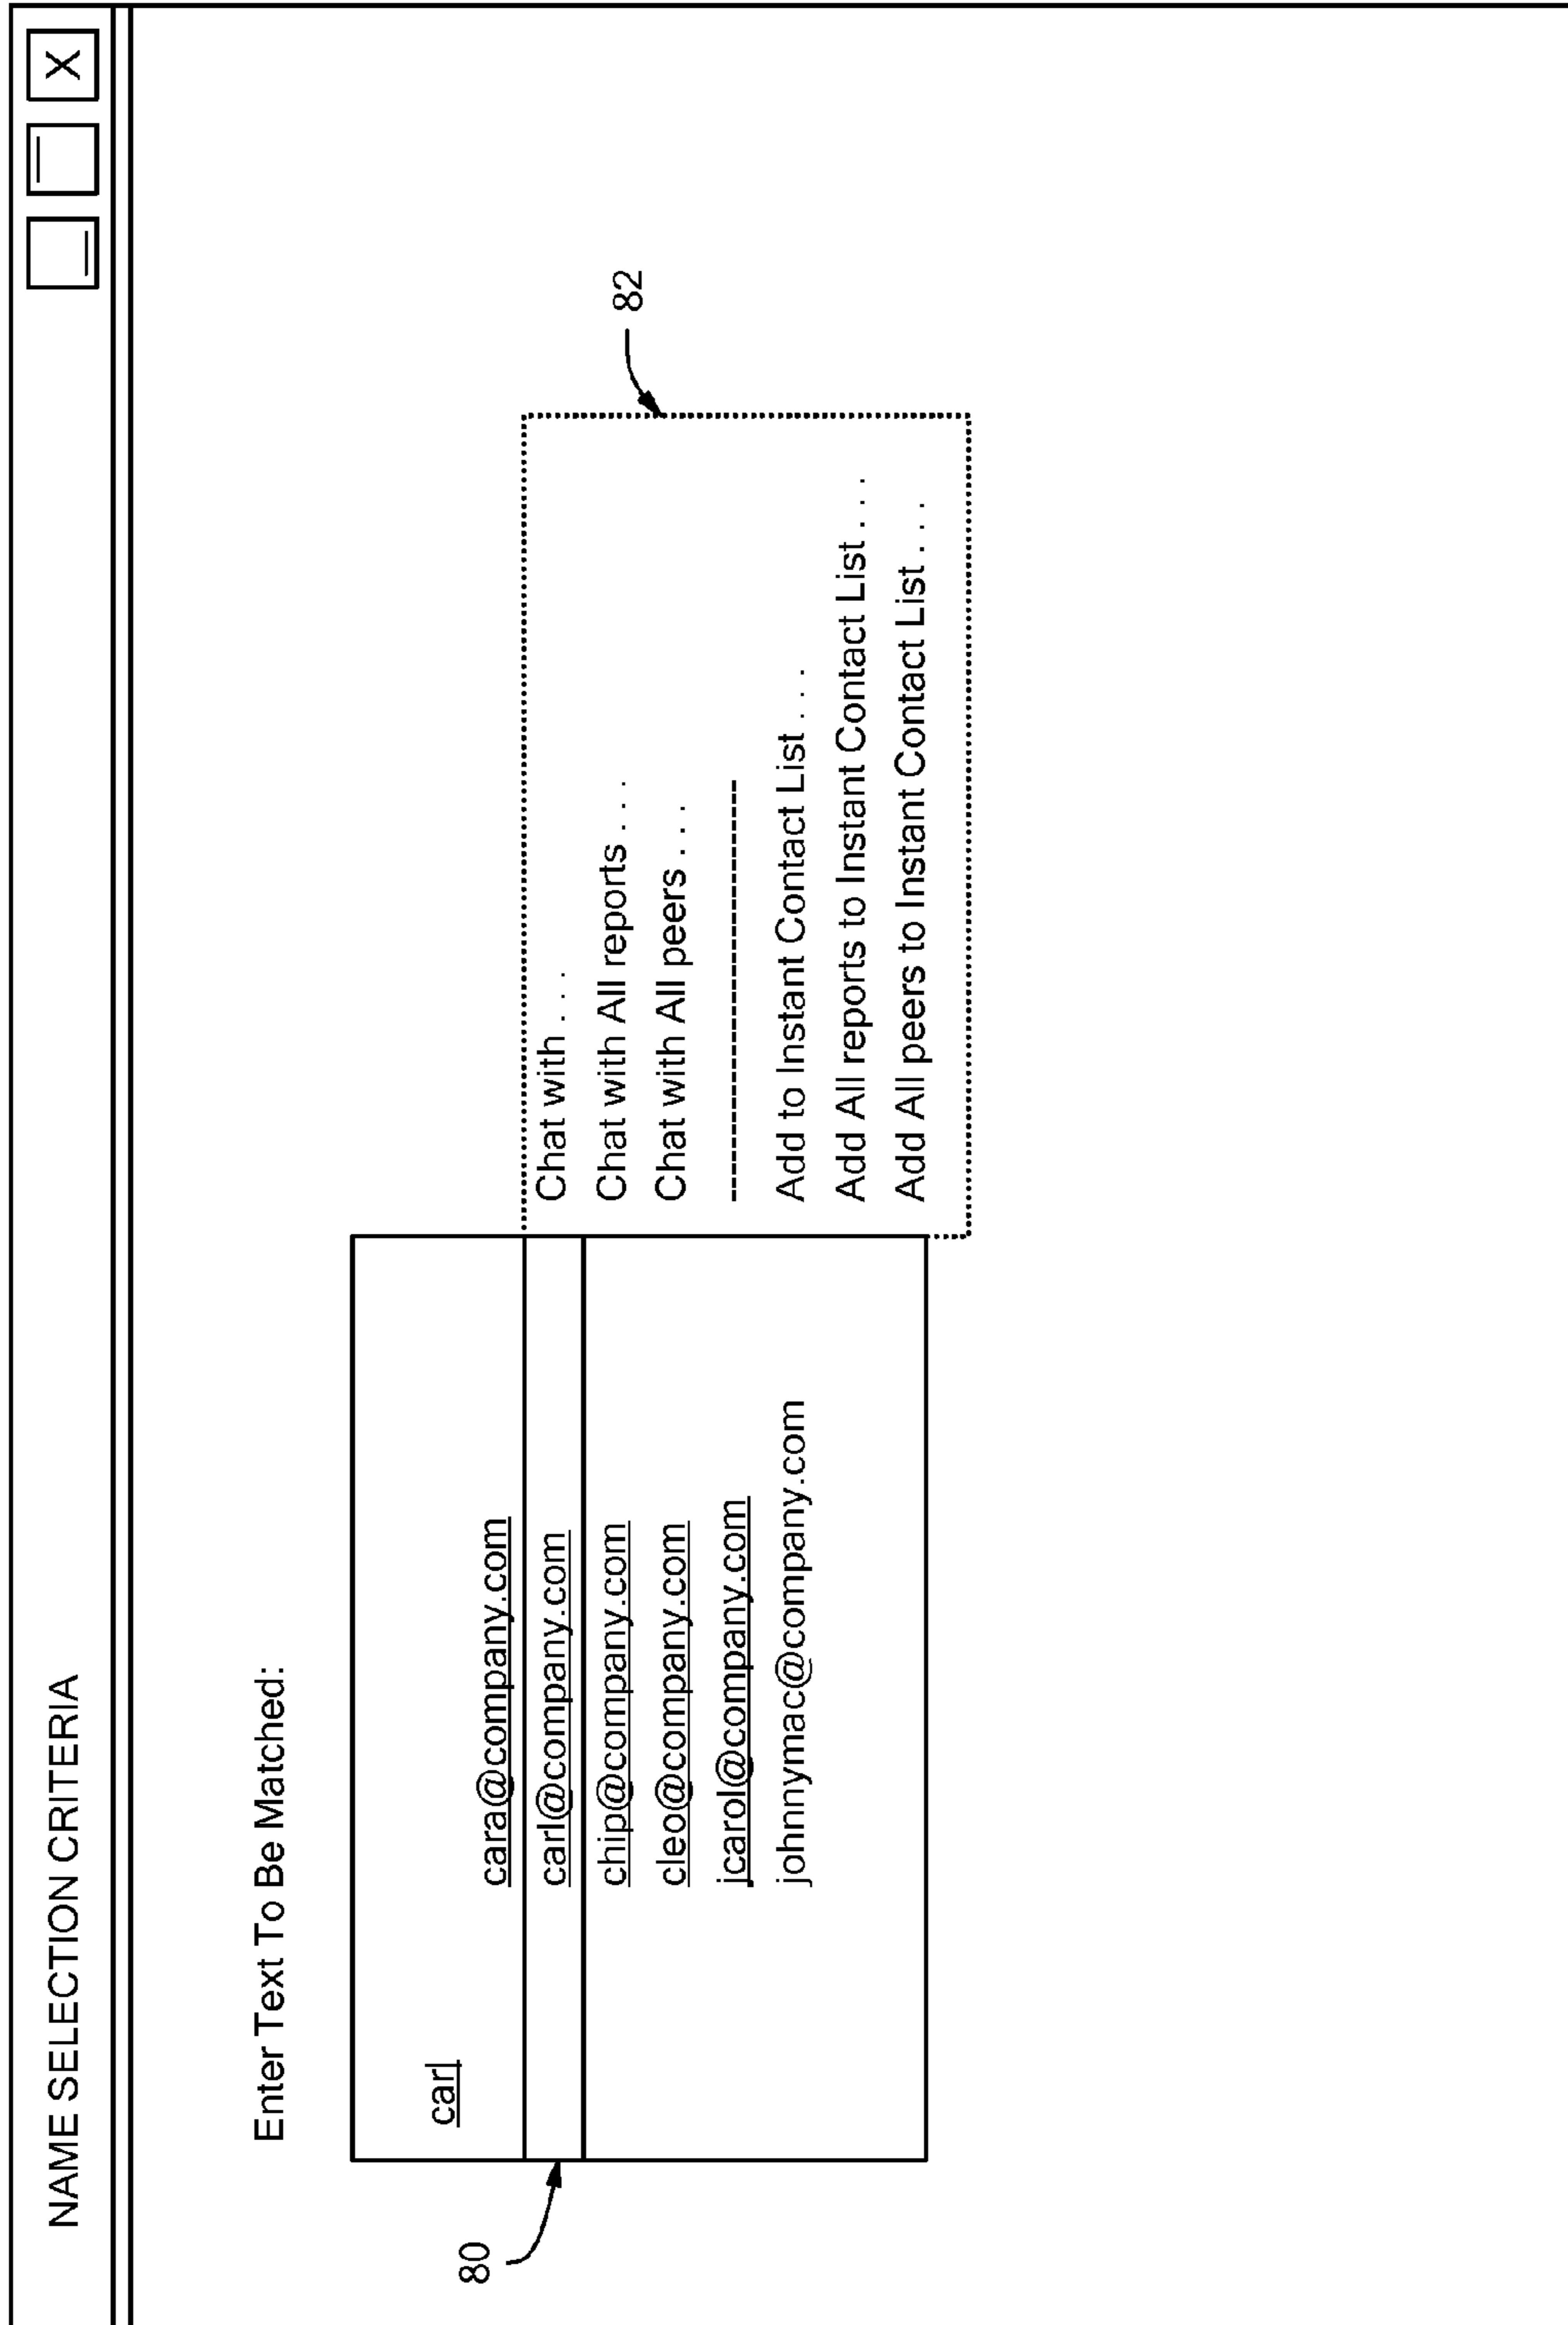 NAME SELECTION CRITERIA
X
Enter Text To Be Matched:
car
cara@company.com
80
carl@company.com
chip@company.com
cleo@company.com
jcarol@company.com
johnnymac@company.com
82
Chat with . . .
Chat with All reports . . .
Chat with All peers . . .
Add to Instant Contact List . . .
Add All reports to Instant Contact List . . .
Add All peers to Instant Contact List . . .